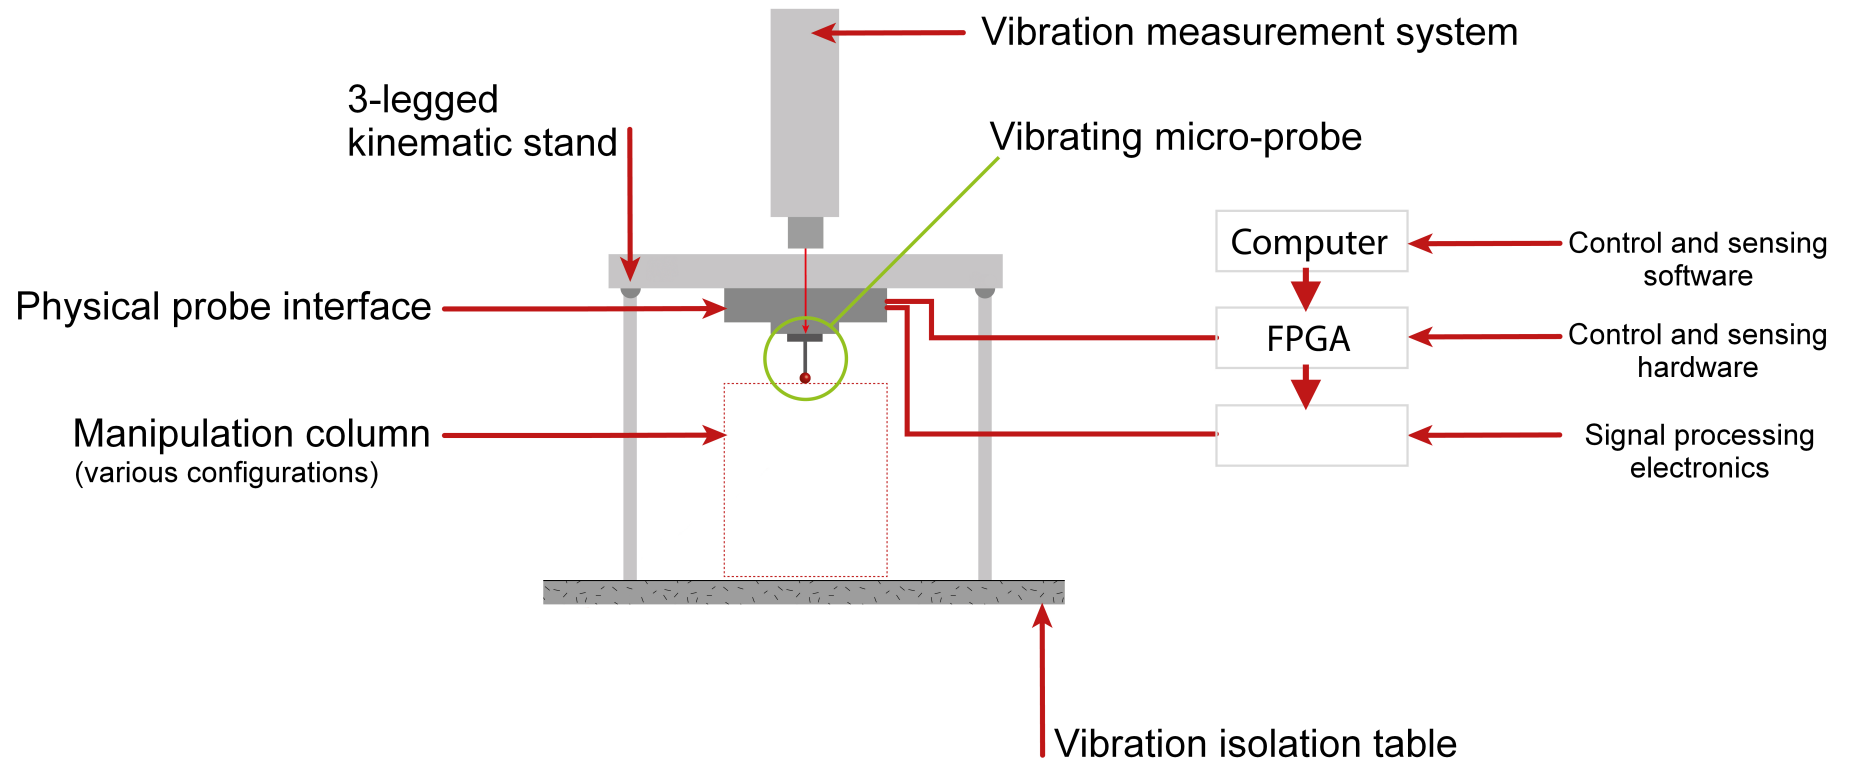 Vibration measurement system
3-legged
kinematic stand
Vibrating micro-probe
Computer
Control and sensing
software
Physical probe interface
FPGA
Control and sensing
hardware
Manipulation column
(various configurations)
Signal processing
electronics
Vibration isolation table